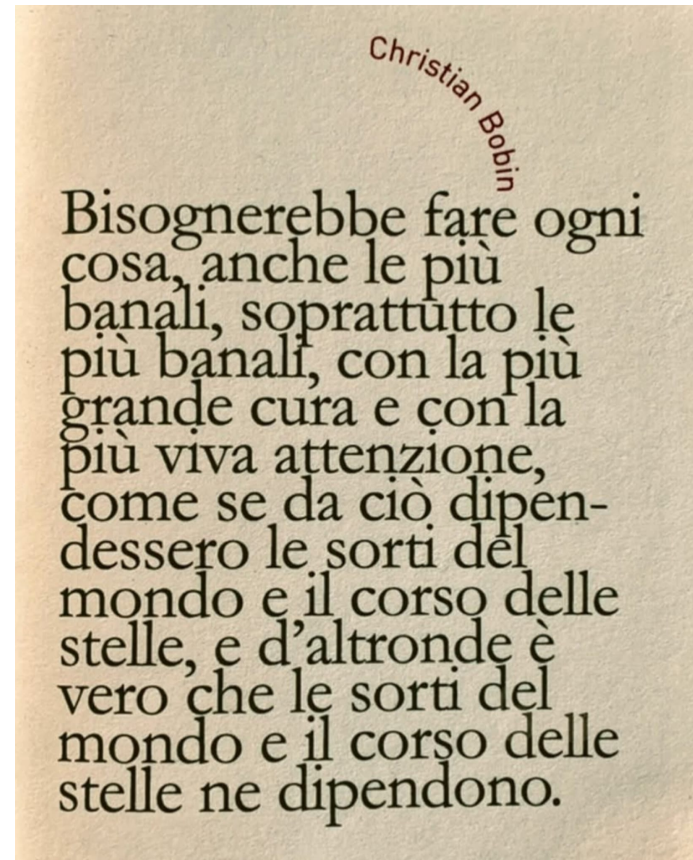 Christian Bobin
Bisognerebbe fare ogni
cosa, anche le più
banali, soprattutto le
più banali, con la più
grande cura e con la
più viva attenzione,
come se da ciò dipen-
dessero le sorti del
mondo e il corso delle
stelle, e d’altronde è
vero che le sorti del
mondo e il corso delle
stelle ne dipendono.